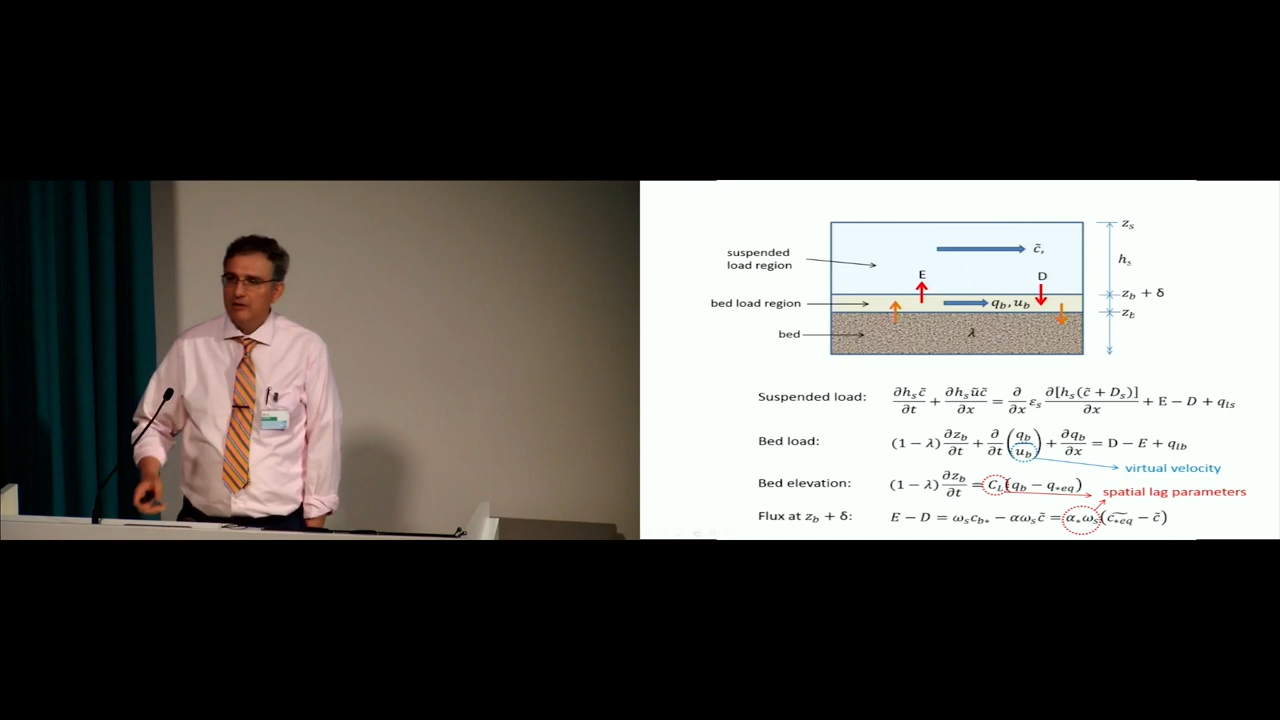 z_s
suspended
load region
c̃,
h_s
E
D
z_b + δ
bed load region
q_b, u_b
z_b
bed
λ
Suspended load: ∂h_s c̃/∂t + ∂h_s ũc̃/∂x = ∂/∂x ε_s ∂[h_s(c̃ + D_s)]/∂x + E − D + q_ls
Bed load: (1 − λ) ∂z_b/∂t + ∂/∂t (q_b/u_b) + ∂q_b/∂x = D − E + q_lb
virtual velocity
Bed elevation: (1 − λ) ∂z_b/∂t = C_L(q_b − q_*eq)
spatial lag parameters
Flux at z_b + δ: E − D = ω_s c_b* − αω_s c̃ = α_*ω_s(c̃_*eq − c̃)